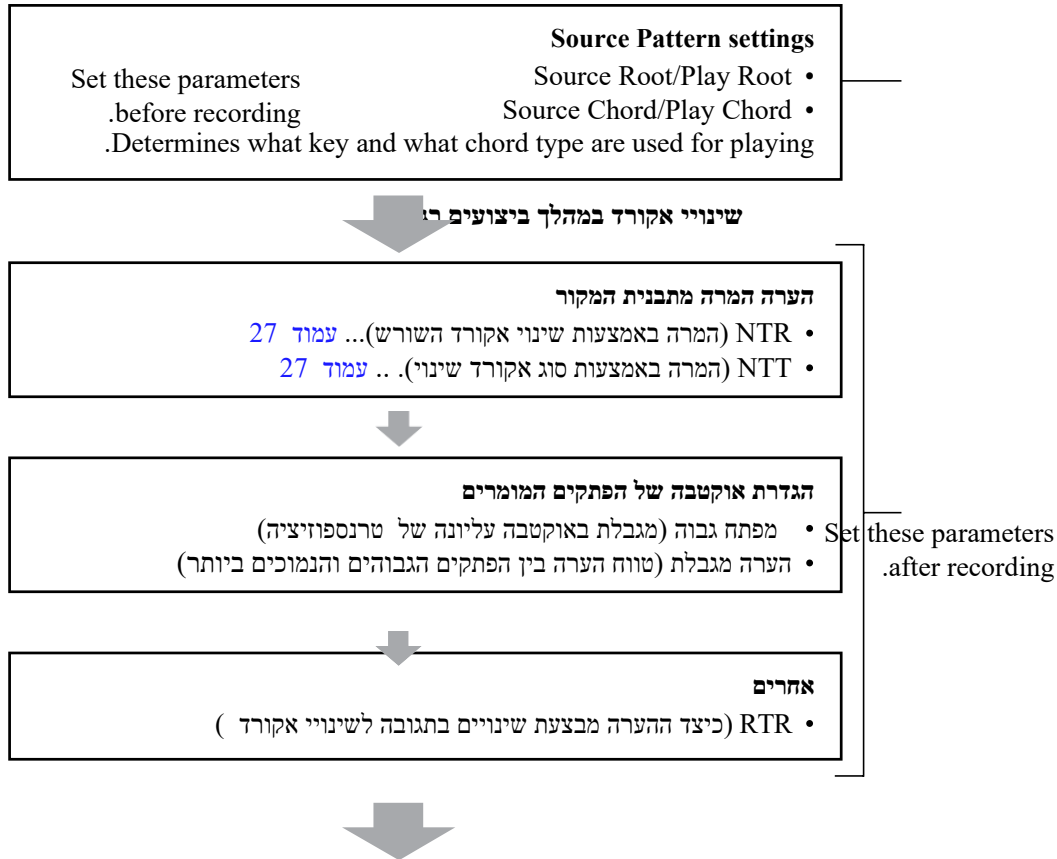 Source Pattern settings
• Source Root/Play Root
• Source Chord/Play Chord
Set these parameters
before recording.
Determines what key and what chord type are used for playing.
שינויי אקורד במהלך ביצועים
הערה המרה מתבנית המקור
• NTR (המרה באמצעות שינוי אקורד השורש)... עמוד 27
• NTT (המרה באמצעות סוג אקורד שינוי). .. עמוד 27
הגדרת אוקטבה של הפתקים המומרים
• מפתח גבוה (מגבלת באוקטבה עליונה של טרנספוזיציה)
• הערה מגבלת (טווח הערה בין הפתקים הגבוהים והנמוכים ביותר)
Set these parameters
after recording.
אחרים
• RTR (כיצד ההערה מבצעת שינויים בתגובה לשינויי אקורד )